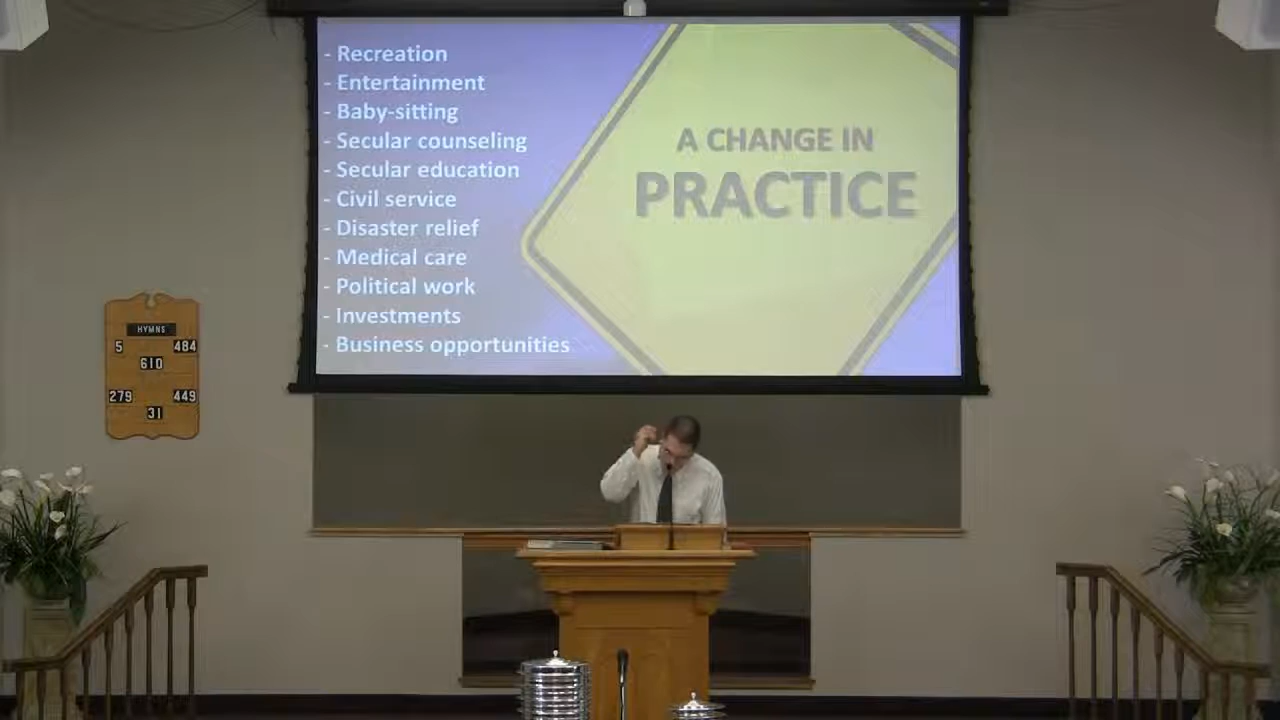 - Recreation
- Entertainment
- Baby-sitting
- Secular counseling
- Secular education
- Civil service
- Disaster relief
- Medical care
- Political work
- Investments
- Business opportunities
A CHANGE IN
PRACTICE
HYMNS
5 484
610
279 449
31